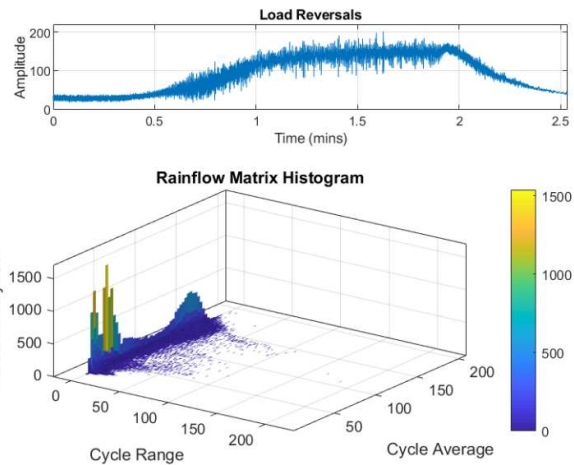 Load Reversals
200
100
0
Amplitude
0 0.5 1 1.5 2 2.5
Time (mins)
Rainflow Matrix Histogram
1500
1000
500
0
0 50 100 150 200
Cycle Range
50 100 150 200
Cycle Average
1500
1000
500
0